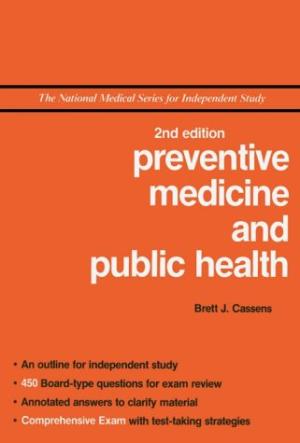 The National Medical Series for Independent Study
2nd edition
preventive
medicine
and
public health
Brett J. Cassens
• An outline for independent study
• 450 Board-type questions for exam review
• Annotated answers to clarify material
• Comprehensive Exam with test-taking strategies